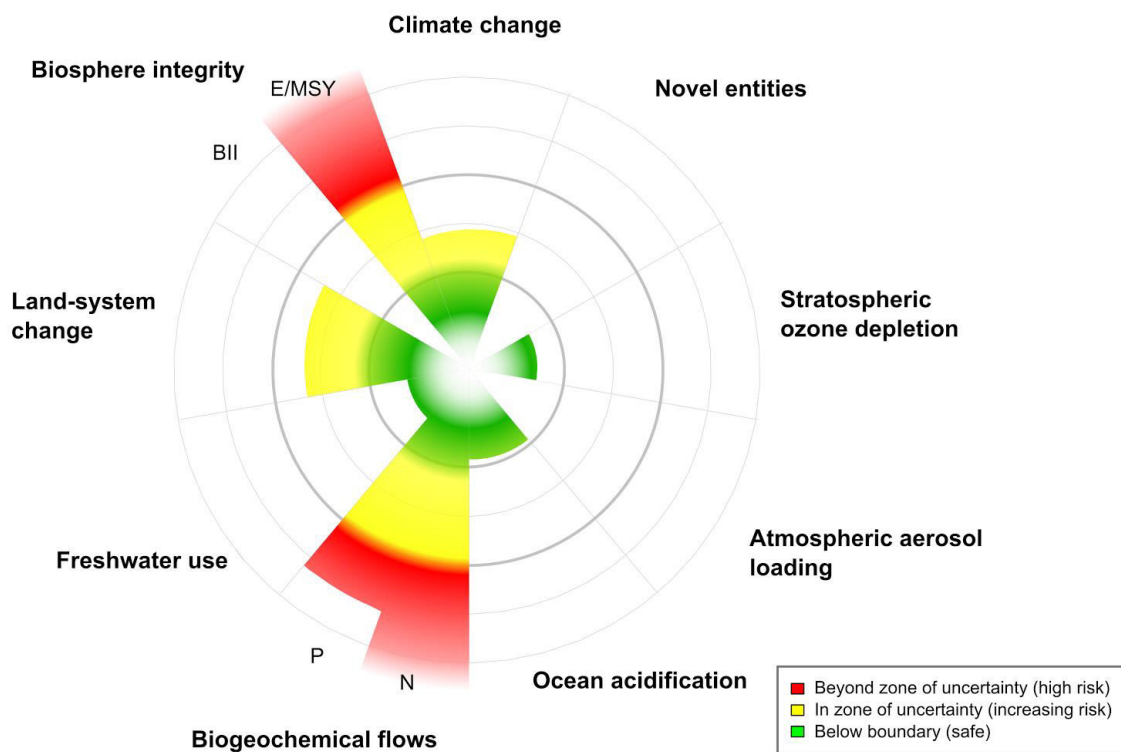 Climate change
Biosphere integrity
E/MSY
Novel entities
BII
Land-system
change
Stratospheric
ozone depletion
Freshwater use
Atmospheric aerosol
loading
P
N
Ocean acidification
Biogeochemical flows
Beyond zone of uncertainty (high risk)
In zone of uncertainty (increasing risk)
Below boundary (safe)